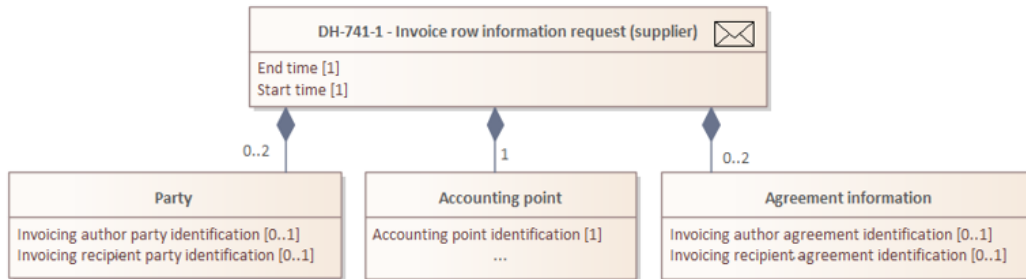 DH-741-1 - Invoice row information request (supplier)
End time [1]
Start time [1]
0..2
1
0..2
Party
Invoicing author party identification [0..1]
Invoicing recipient party identification [0..1]
Accounting point
Accounting point identification [1]
...
Agreement information
Invoicing author agreement identification [0..1]
Invoicing recipient agreement identification [0..1]